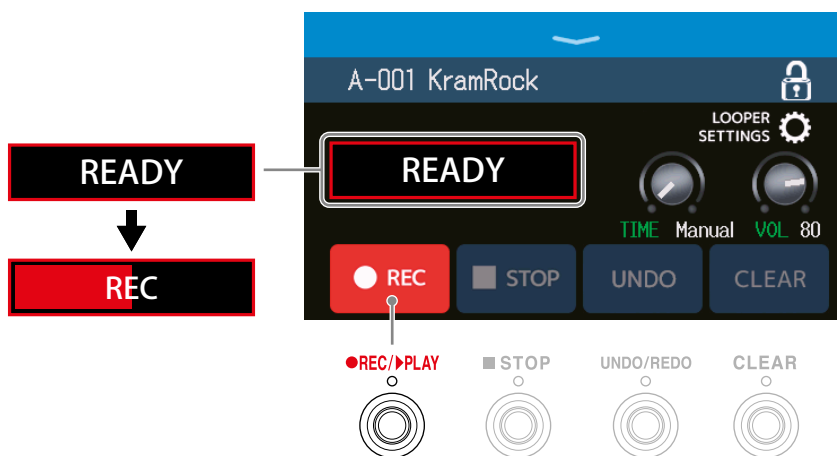 A-001 KramRock
LOOPER
SETTINGS
READY
READY
TIME Manual VOL 80
REC
REC
STOP
UNDO
CLEAR
●REC/▶PLAY
■STOP
UNDO/REDO
CLEAR